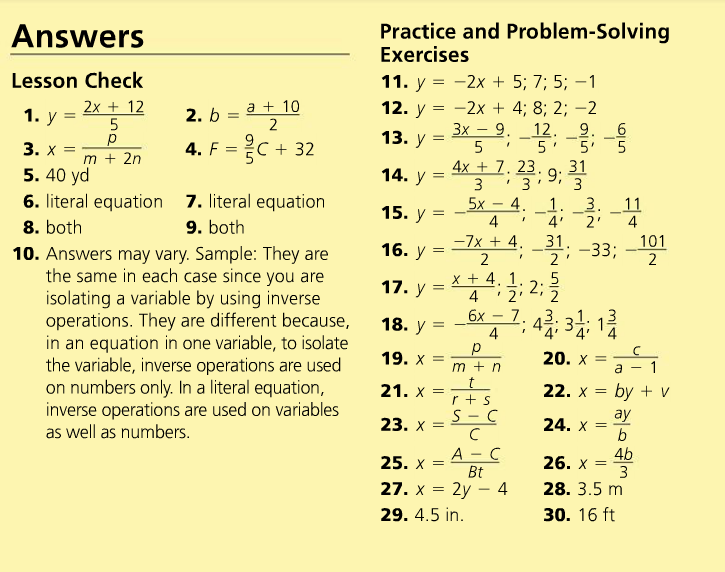 Answers
Lesson Check
1. y = (2x + 12)/5 2. b = (a + 10)/2
3. x = p/(m + 2n) 4. F = 9/5 C + 32
5. 40 yd
6. literal equation 7. literal equation
8. both 9. both
10. Answers may vary. Sample: They are
the same in each case since you are
isolating a variable by using inverse
operations. They are different because,
in an equation in one variable, to isolate
the variable, inverse operations are used
on numbers only. In a literal equation,
inverse operations are used on variables
as well as numbers.
Practice and Problem-Solving
Exercises
11. y = −2x + 5; 7; 5; −1
12. y = −2x + 4; 8; 2; −2
13. y = (3x − 9)/5; −12/5; −9/5; −6/5
14. y = (4x + 7)/3; 23/3; 9; 31/3
15. y = −(5x − 4)/4; −1/4; −3/2; −11/4
16. y = (−7x + 4)/2; −31/2; −33; −101/2
17. y = (x + 4)/4; 1/2; 2; 5/2
18. y = −(6x − 7)/4; 4 3/4; 3 1/4; 1 3/4
19. x = p/(m + n) 20. x = c/(a − 1)
21. x = t/(r + s) 22. x = by + v
23. x = (S − C)/C 24. x = ay/b
25. x = (A − C)/Bt 26. x = 4b/3
27. x = 2y − 4 28. 3.5 m
29. 4.5 in. 30. 16 ft